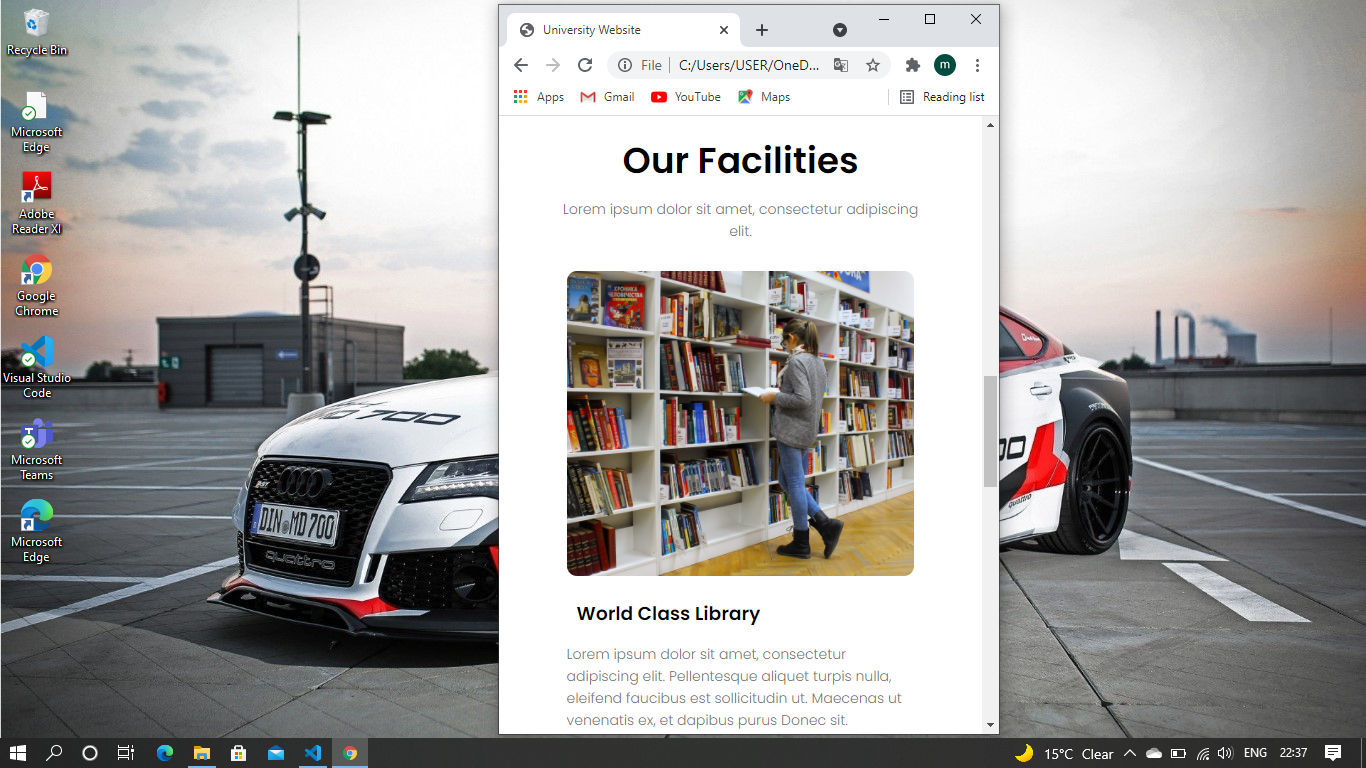 Recycle Bin
Microsoft
Edge
Adobe
Reader XI
Google
Chrome
Visual Studio
Code
Microsoft
Teams
Microsoft
Edge
University Website
File
C:/Users/USER/OneD...
m
Apps
Gmail
YouTube
Maps
Reading list
Our Facilities
Lorem ipsum dolor sit amet, consectetur adipiscing
elit.
ХРОНИКА
ЧЕЛОВЕЧЕСТВА
World Class Library
Lorem ipsum dolor sit amet, consectetur
adipiscing elit. Pellentesque aliquet turpis nulla,
eleifend faucibus est sollicitudin ut. Maecenas ut
venenatis ex, et dapibus purus Donec sit.
700
DIN MD 700
quattro
quattro
15°C Clear
ENG
22:37